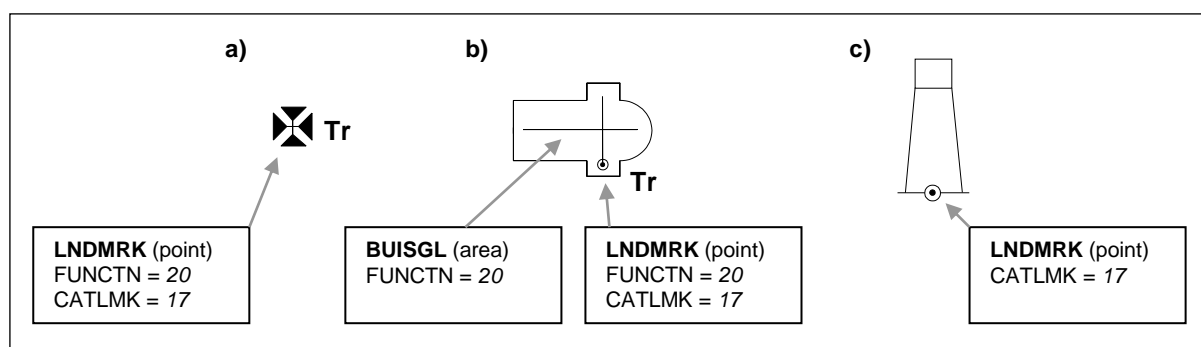 a)
b)
c)
Tr
Tr
LNDMRK (point)
FUNCTN = 20
CATLMK = 17
BUISGL (area)
FUNCTN = 20
LNDMRK (point)
FUNCTN = 20
CATLMK = 17
LNDMRK (point)
CATLMK = 17